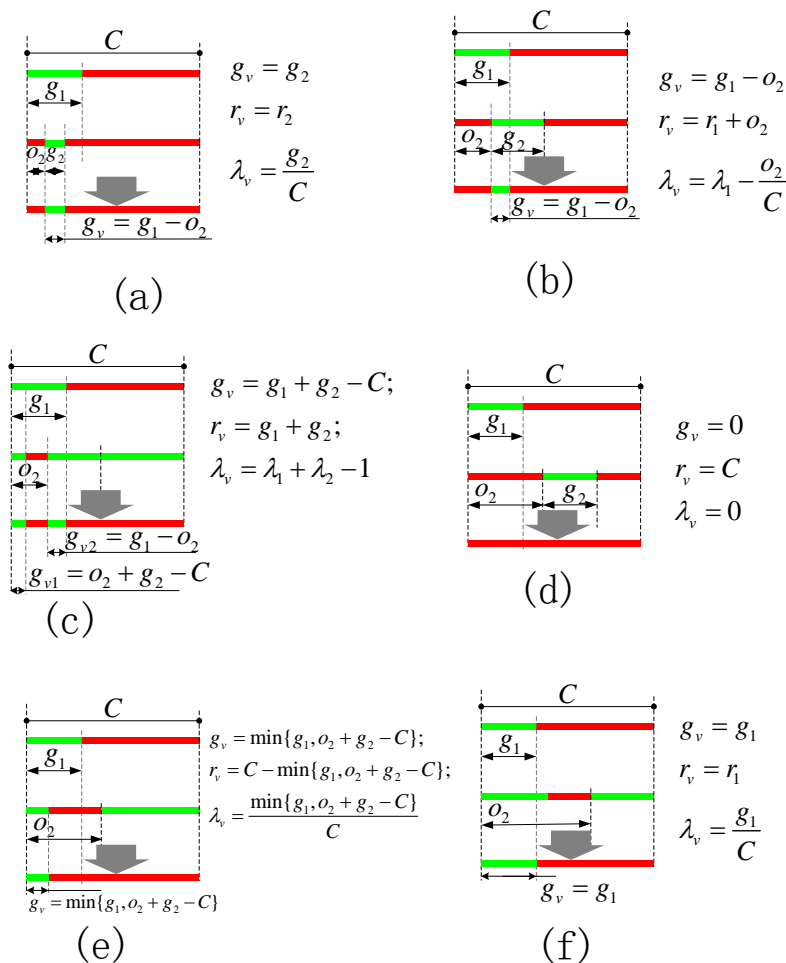 C
g_1
o_2 g_2
g_v = g_1 − o_2
g_v = g_2
r_v = r_2
λ_v = g_2/C
(a)
C
g_1
o_2 g_2
g_v = g_1 − o_2
g_v = g_1 − o_2
r_v = r_1 + o_2
λ_v = λ_1 − o_2/C
(b)
C
g_1
o_2
g_{v2} = g_1 − o_2
g_{v1} = o_2 + g_2 − C
g_v = g_1 + g_2 − C;
r_v = g_1 + g_2;
λ_v = λ_1 + λ_2 − 1
(c)
C
g_1
o_2 g_2
g_v = 0
r_v = C
λ_v = 0
(d)
C
g_1
o_2
g_v = min{g_1, o_2 + g_2 − C}
g_v = min{g_1, o_2 + g_2 − C};
r_v = C − min{g_1, o_2 + g_2 − C};
λ_v = min{g_1, o_2 + g_2 − C}/C
(e)
C
g_1
o_2
g_v = g_1
g_v = g_1
r_v = r_1
λ_v = g_1/C
(f)